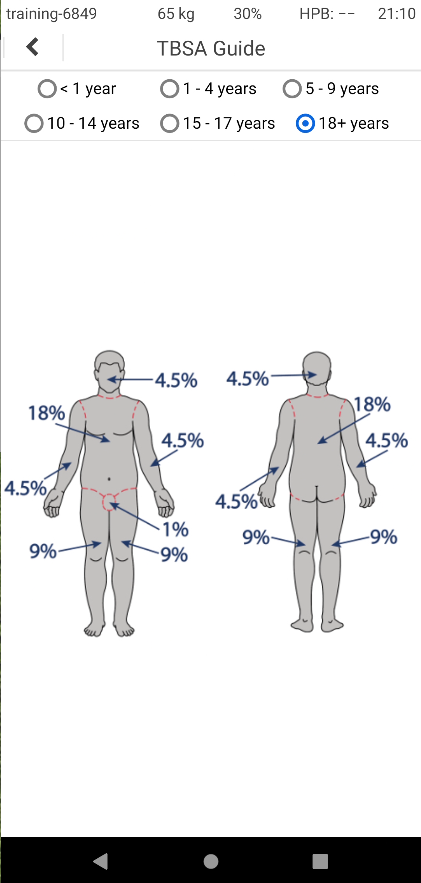 training-6849 65 kg 30% HPB: -- 21:10
TBSA Guide
< 1 year 1 - 4 years 5 - 9 years
10 - 14 years 15 - 17 years 18+ years
4.5% 4.5%
18% 18%
4.5% 4.5%
4.5% 4.5%
1%
9% 9% 9% 9%